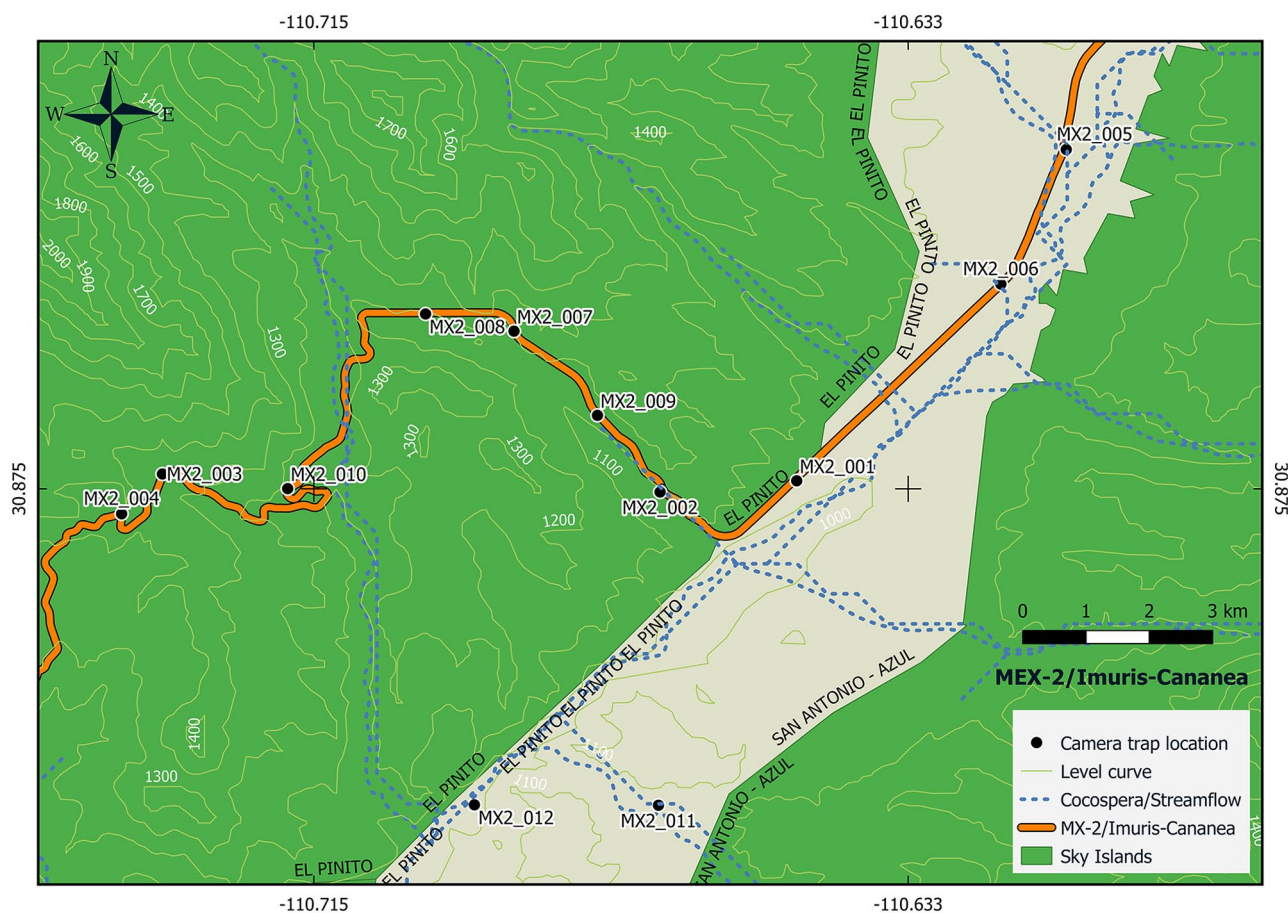 -110.715
-110.633
N
W
E
S
1400
1700
1600
1400
1600
1500
1800
2000
1900
1700
1300
EL PINITO
EL PINITO
EL PINITO
EL PINITO
EL PINITO
MX2_005
MX2_006
MX2_008
MX2_007
1300
MX2_009
1300
1300
1100
MX2_001
MX2_002
EL PINITO
1000
1200
30.875
30.875
MX2_003
MX2_010
MX2_004
0 1 2 3 km
MEX-2/Imuris-Cananea
EL PINITO
EL PINITO
EL PINITO
SAN ANTONIO - AZUL
SAN ANTONIO - AZUL
1400
1300
1100
1100
EL PINITO
EL PINITO
EL PINITO
MX2_012
MX2_011
Camera trap location
Level curve
Cocospera/Streamflow
MX-2/Imuris-Cananea
Sky Islands
1400
-110.715
-110.633